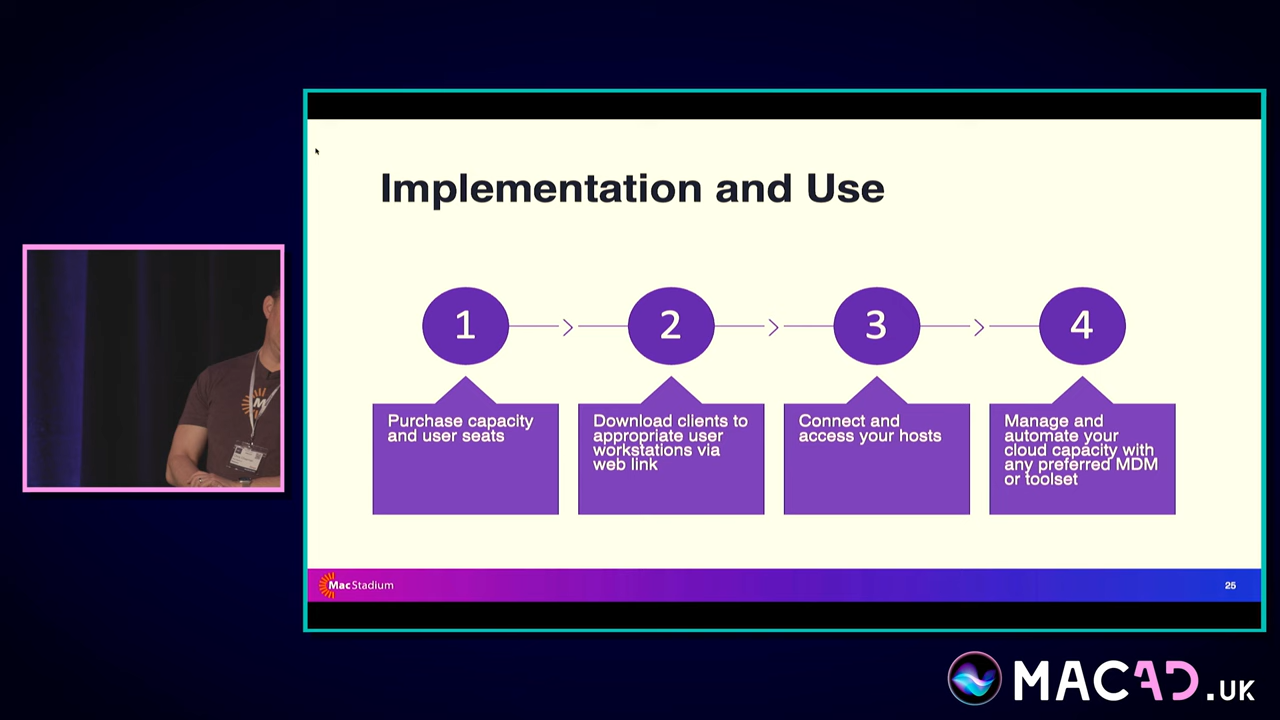 Implementation and Use
1
2
3
4
Purchase capacity
and user seats
Download clients to
appropriate user
workstations via
web link
Connect and
access your hosts
Manage and
automate your
cloud capacity with
any preferred MDM
or toolset
MacStadium
25
MACAD.UK